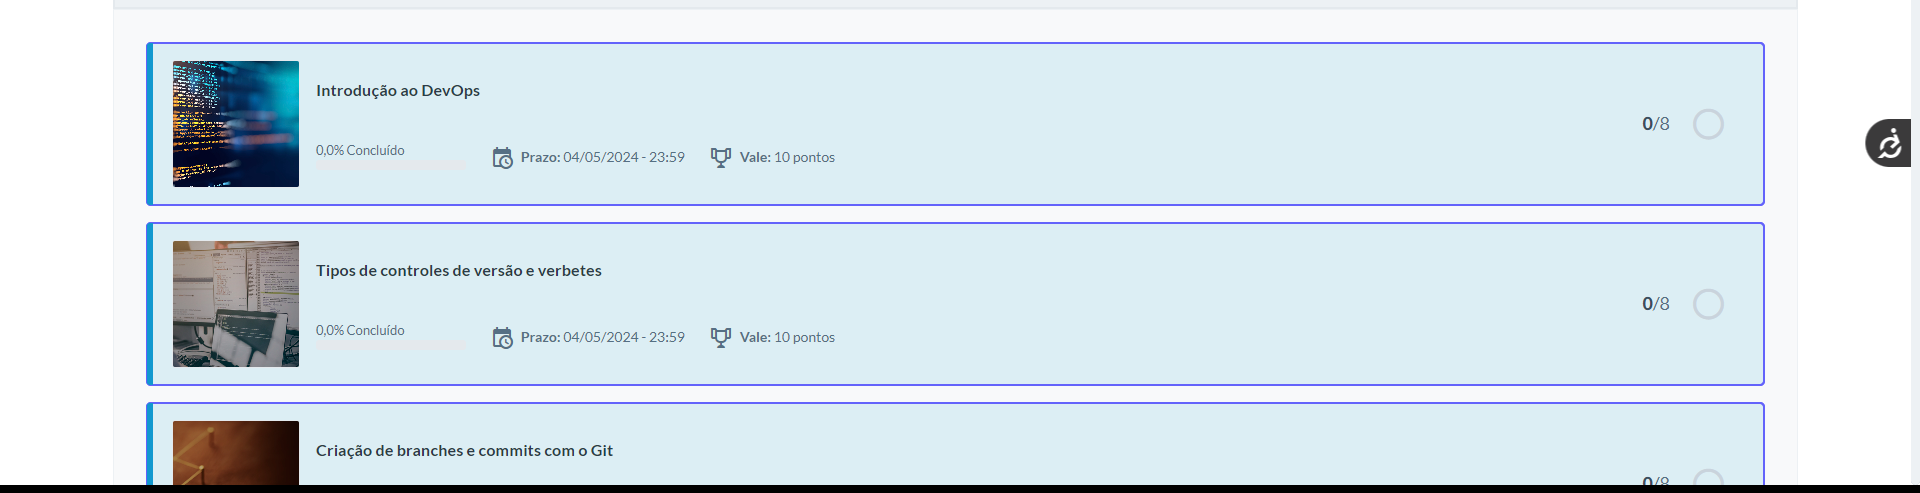 Introdução ao DevOps
0/8
0,0% Concluído
Prazo: 04/05/2024 - 23:59
Vale: 10 pontos
Tipos de controles de versão e verbetes
0/8
0,0% Concluído
Prazo: 04/05/2024 - 23:59
Vale: 10 pontos
Criação de branches e commits com o Git
0/8